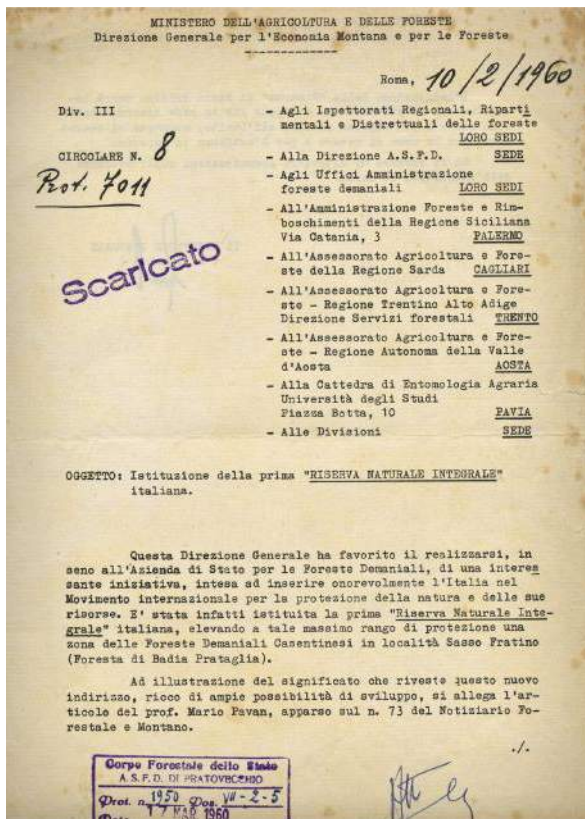 MINISTERO DELL'AGRICOLTURA E DELLE FORESTE
Direzione Generale per l'Economia Montana e per le Foreste
Roma, 10/2/1960
Div. III
CIRCOLARE N. 8
Prot. 7011
Scaricato
- Agli Ispettorati Regionali, Riparti
mentali e Distrettuali delle foreste
LORO SEDI
- Alla Direzione A.S.F.D. SEDE
- Agli Uffici Amministrazione
foreste demaniali LORO SEDI
- All'Amministrazione Foreste e Rim-
boschimenti della Regione Siciliana
Via Catania, 3 PALERMO
- All'Assessorato Agricoltura e Fore-
ste della Regione Sarda CAGLIARI
- All'Assessorato Agricoltura e Fore-
ste - Regione Trentino Alto Adige
Direzione Servizi forestali TRENTO
- All'Assessorato Agricoltura e Fore-
ste - Regione Autonoma della Valle
d'Aosta AOSTA
- Alla Cattedra di Entomologia Agraria
Università degli Studi
Piazza Botta, 10 PAVIA
- Alle Divisioni SEDE
OGGETTO: Istituzione della prima "RISERVA NATURALE INTEGRALE"
italiana.
Questa Direzione Generale ha favorito il realizzarsi, in
seno all'Azienda di Stato per le Foreste Demaniali, di una interes
sante iniziativa, intesa ad inserire onorevolmente l'Italia nel
Movimento internazionale per la protezione della natura e delle sue
risorse. E' stata infatti istituita la prima "Riserva Naturale Inte-
grale" italiana, elevando a tale massimo rango di protezione una
zona delle Foreste Demaniali Casentinesi in località Sasso Fratino
(Foresta di Badia Prataglia).
Ad illustrazione del significato che riveste questo nuovo
indirizzo, ricco di ampie possibilità di sviluppo, si allega l'ar-
ticolo del prof. Mario Pavan, apparso sul n. 73 del Notiziario Fo-
restale e Montano.
./.
Corpo Forestale dello Stato
A.S.F.D. DI PRATOVECCHIO
Prot. n. 1950 Pos. VII-2-5
17 MAR 1960